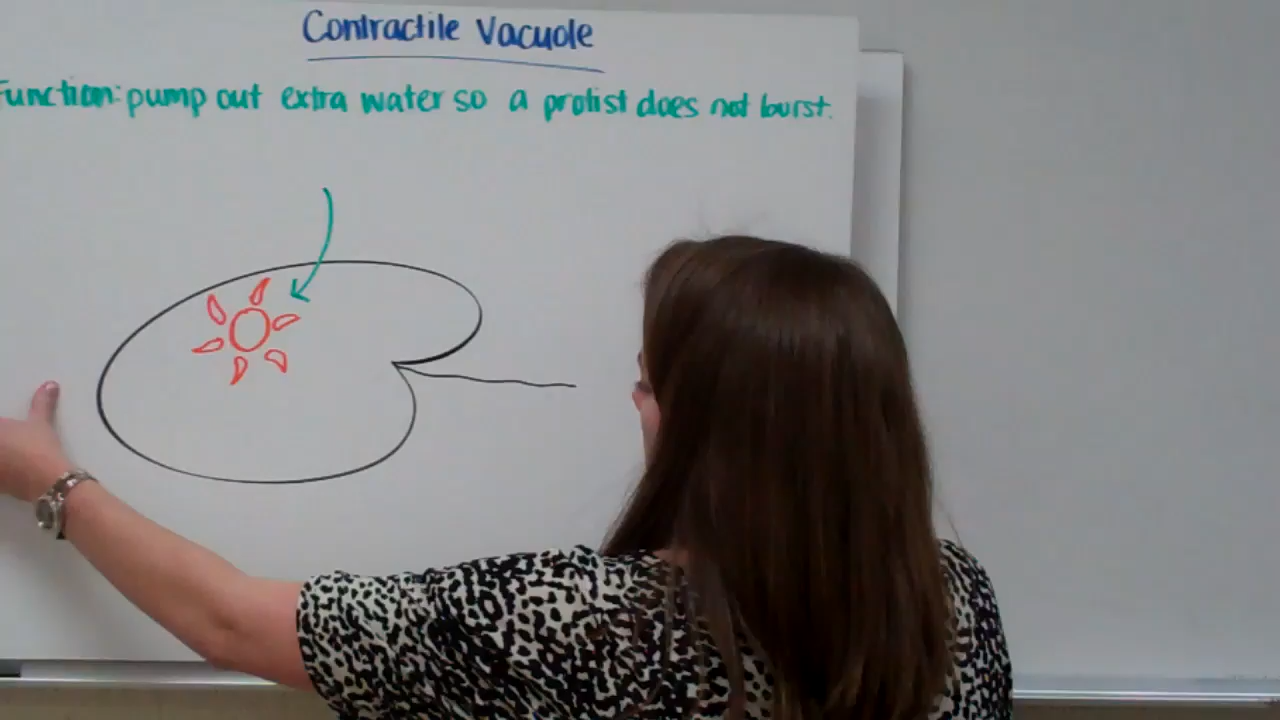 Contractile Vacuole
Function: pump out extra water so a protist does not burst.